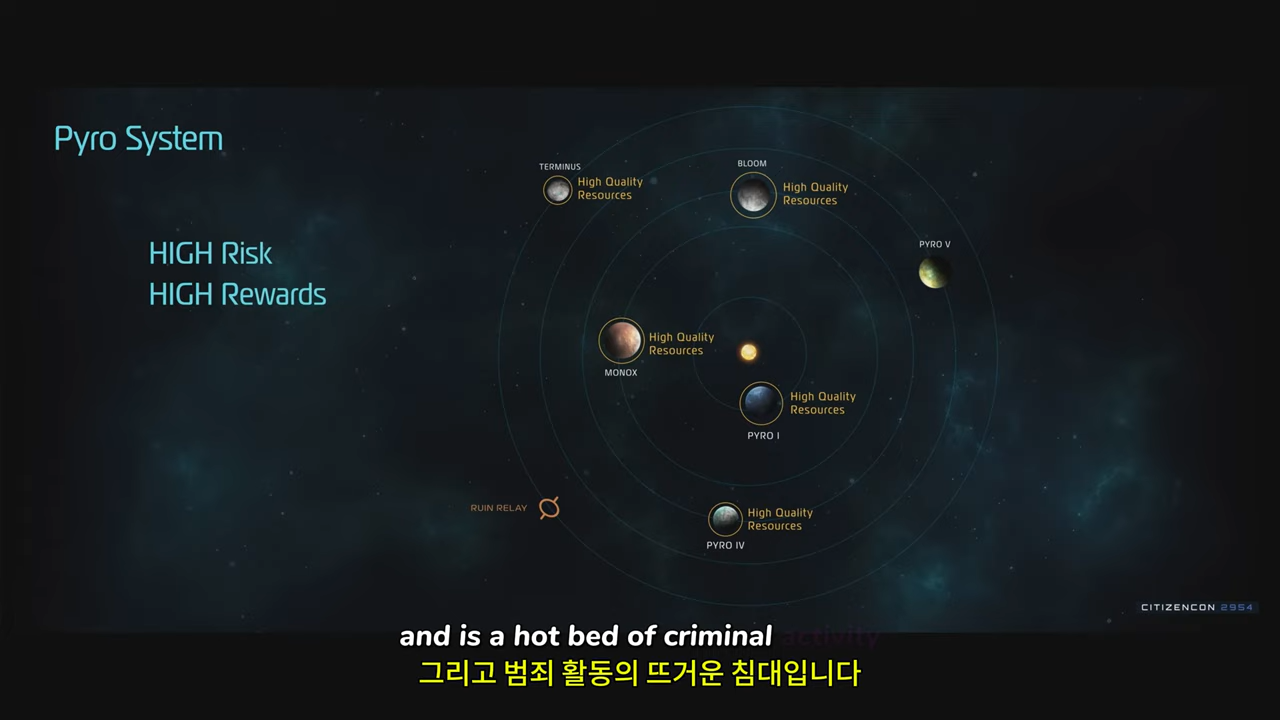 Pyro System
HIGH Risk
HIGH Rewards
TERMINUS
High Quality
Resources
BLOOM
High Quality
Resources
PYRO V
High Quality
Resources
MONOX
High Quality
Resources
PYRO I
RUIN RELAY
High Quality
Resources
PYRO IV
CITIZENCON 2954
and is a hot bed of criminal activity
그리고 범죄 활동의 뜨거운 침대입니다